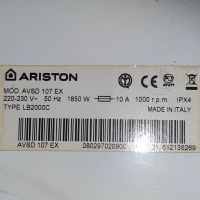 ARISTON
MOD. AVSD 107 EX
220-230 V~ 50 Hz 1850 W 10 A 1000 r.p.m. IPX4
TYPE LB2000C MADE IN ITALY
AVSD 107 EX